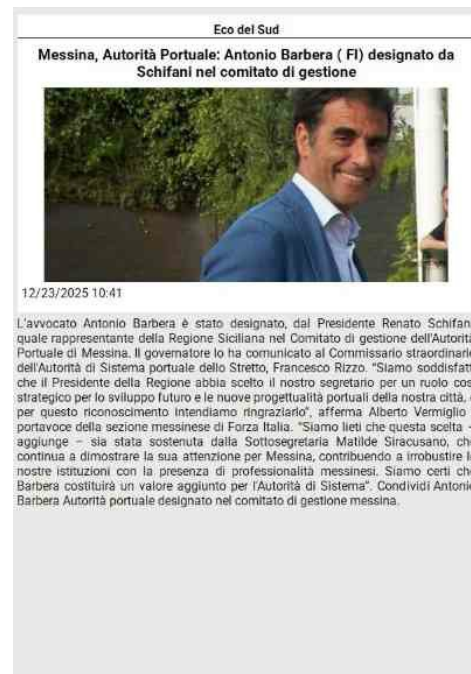 Eco del Sud
Messina, Autorità Portuale: Antonio Barbera ( FI) designato da
Schifani nel comitato di gestione
12/23/2025 10:41
L'avvocato Antonio Barbera è stato designato, dal Presidente Renato Schifani
quale rappresentante della Regione Siciliana nel Comitato di gestione dell'Autorità
Portuale di Messina. Il governatore lo ha comunicato al Commissario straordinario
dell'Autorità di Sistema portuale dello Stretto, Francesco Rizzo. "Siamo soddisfatti
che il Presidente della Regione abbia scelto il nostro segretario per un ruolo così
strategico per lo sviluppo futuro e le nuove progettualità portuali della nostra città,
per questo riconoscimento intendiamo ringraziarlo", afferma Alberto Vermiglio
portavoce della sezione messinese di Forza Italia. "Siamo lieti che questa scelta –
aggiunge – sia stata sostenuta dalla Sottosegretaria Matilde Siracusano, che
continua a dimostrare la sua attenzione per Messina, contribuendo a irrobustire le
nostre istituzioni con la presenza di professionalità messinesi. Siamo certi che
Barbera costituirà un valore aggiunto per l'Autorità di Sistema". Condividi Antonio
Barbera Autorità portuale designato nel comitato di gestione messina.